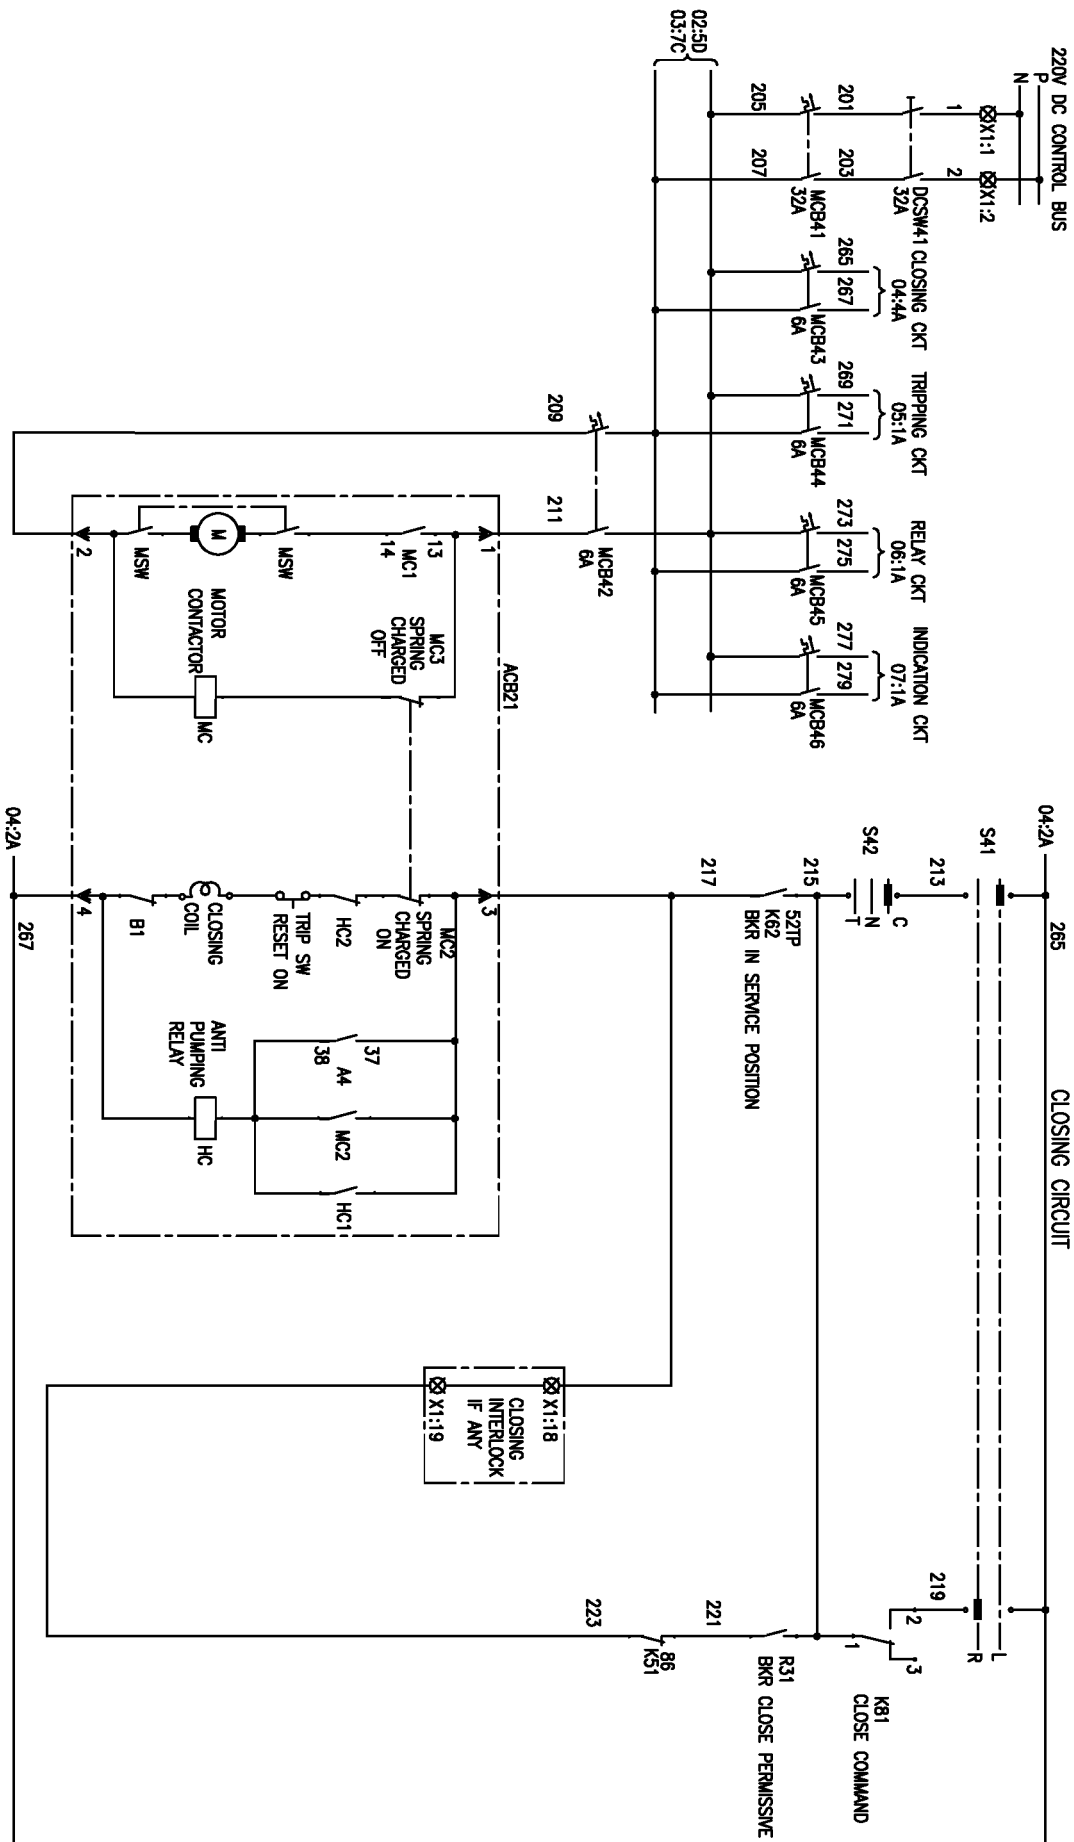 220V DC CONTROL BUS
P
N
1
X1:1
2
X1:2
201
203
DCSW41
32A
205
207
MCB41
32A
02:5D
03:7C
CLOSING CKT
04:4A
265
267
MCB43
6A
TRIPPING CKT
05:1A
269
271
MCB44
6A
RELAY CKT
06:1A
273
275
MCB45
6A
INDICATION CKT
07:1A
277
279
MCB46
6A
209
211
MCB42
6A
ACB21
1
13
MC1
14
MSW
M
MSW
2
MC3
SPRING
CHARGED
OFF
MOTOR
CONTACTOR
MC
CLOSING CIRCUIT
04:2A
265
S41
L
R
213
S42
C
N
T
215
52TP
K62
BKR IN SERVICE POSITION
217
3
MC2
SPRING
CHARGED
ON
HC2
TRIP SW
RESET ON
CLOSING
COIL
B1
4
04:2A
267
37
A4
38
MC2
HC1
ANTI
PUMPING
RELAY
HC
X1:18
CLOSING
INTERLOCK
IF ANY
X1:19
219
2
3
1
K81
CLOSE COMMAND
R31
BKR CLOSE PERMISSIVE
221
86
K51
223